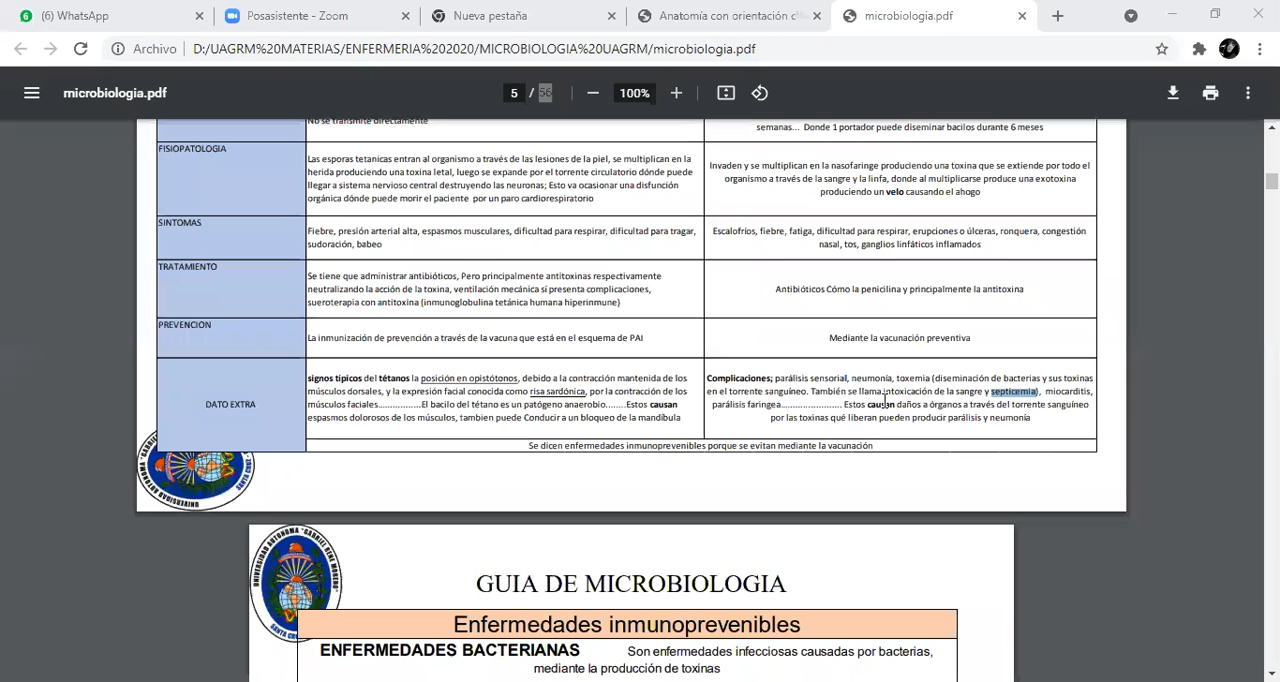 (6) WhatsApp
Posasistente - Zoom
Nueva pestaña
Anatomía con orientación c
microbiologia.pdf
Archivo
D:/UAGRM%20MATERIAS/ENFERMERIA%202020/MICROBIOLOGIA%20UAGRM/microbiologia.pdf
microbiologia.pdf
5 / 56
100%
No se transmite directamente
semanas... Donde 1 portador puede diseminar bacilos durante 6 meses
FISIOPATOLOGIA
Las esporas tetanicas entran al organismo a través de las lesiones de la piel, se multiplican en la
herida produciendo una toxina letal, luego se expande por el torrente circulatorio dónde puede
llegar a sistema nervioso central destruyendo las neuronas; Esto va ocasionar una disfunción
orgánica dónde puede morir el paciente por un paro cardiorespiratorio
Invaden y se multiplican en la nasofaringe produciendo una toxina que se extiende por todo el
organismo a través de la sangre y la linfa, dónde al multiplicarse produce una exotoxina
produciendo un velo causando el ahogo
SINTOMAS
Fiebre, presión arterial alta, espasmos musculares, dificultad para respirar, dificultad para tragar,
sudoración, babeo
Escalofríos, fiebre, fatiga, dificultad para respirar, erupciones o úlceras, ronquera, congestión
nasal, tos, ganglios linfáticos inflamados
TRATAMIENTO
Se tiene que administrar antibióticos, Pero principalmente antitoxinas respectivamente
neutralizando la acción de la toxina, ventilación mecánica sí presenta complicaciones,
sueroterapia con antitoxina (inmunoglobulina tetánica humana hiperinmune)
Antibióticos Cómo la penicilina y principalmente la antitoxina
PREVENCION
La inmunización de prevención a través de la vacuna que está en el esquema de PAI
Mediante la vacunación preventiva
DATO EXTRA
signos típicos del tétanos la posición en opistótonos, debido a la contracción mantenida de los
músculos dorsales, y la expresión facial conocida como risa sardónica, por la contracción de los
músculos faciales................El bacilo del tétano es un patógeno anaerobio.......Estos causan
espasmos dolorosos de los músculos, tambien puede Conducir a un bloqueo de la mandíbula
Complicaciones; parálisis sensorial, neumonía, toxemia (diseminación de bacterias y sus toxinas
en el torrente sanguíneo. También se llama intoxicación de la sangre y septicemia), miocarditis,
parálisis faringea....................... Estos causen daños a órganos a través del torrente sanguíneo
por las toxinas qué liberan pueden producir parálisis y neumonía
Se dicen enfermedades inmunoprevenibles porque se evitan mediante la vacunación
UNIVERSIDAD AUTONOMA "GABRIEL RENE MORENO"
GUIA DE MICROBIOLOGIA
Enfermedades inmunoprevenibles
ENFERMEDADES BACTERIANAS Son enfermedades infecciosas causadas por bacterias,
mediante la producción de toxinas